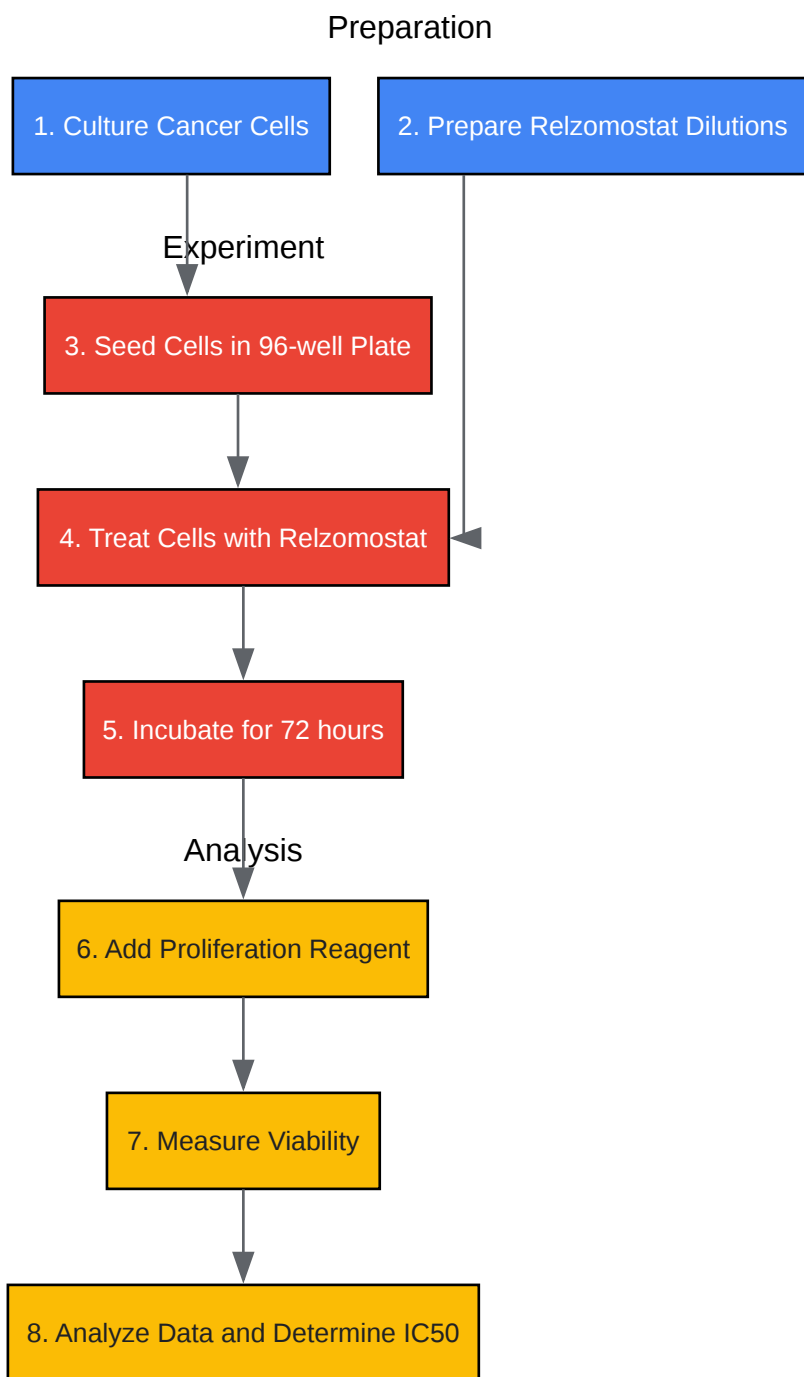 Preparation
1. Culture Cancer Cells
2. Prepare Relzomostat Dilutions
Experiment
3. Seed Cells in 96-well Plate
4. Treat Cells with Relzomostat
5. Incubate for 72 hours
Analysis
6. Add Proliferation Reagent
7. Measure Viability
8. Analyze Data and Determine IC50